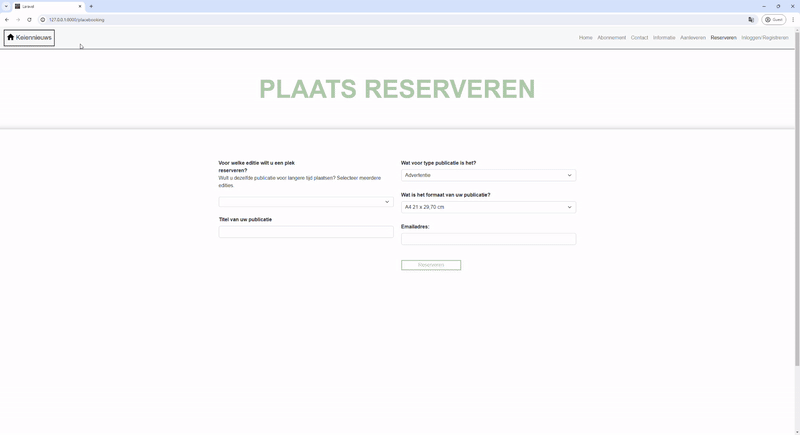 Laravel
127.0.0.1:8000/placebooking
Guest
Keiennieuws
Home Abonnement Contact Informatie Aanleveren Reserveren Inloggen/Registreren
PLAATS RESERVEREN
Voor welke editie wilt u een plek
reserveren?
Wult u dezelfde publicatie voor langere tijd plaatsen? Selecteer meerdere
edities.
Titel van uw publicatie
Wat voor type publicatie is het?
Advertentie
Wat is het formaat van uw publicatie?
A4 21 x 29,70 cm
Emailadres:
Reserveren